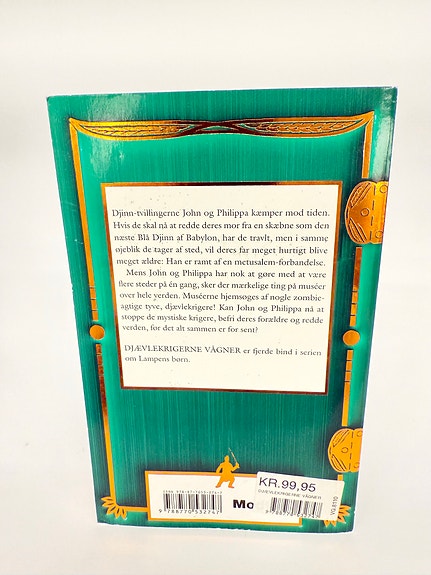 Djinn-tvillingerne John og Philippa kæmper mod tiden.
Hvis de skal nå at redde deres mor fra en skæbne som den
næste Blå Djinn af Babylon, har de travlt, men i samme
øjeblik de tager af sted, vil deres far meget hurtigt blive
meget ældre: Han er ramt af en metusalem-forbandelse.
Mens John og Philippa har nok at gøre med at være
flere steder på én gang, sker der mærkelige ting på muséer
over hele verden. Muséerne hjemsøges af nogle zombie-
agtige tyve, djævlekrigere! Kan John og Philippa nå at
stoppe de mystiske krigere, befri deres forældre og redde
verden, før det alt sammen er for sent?
DJÆVLEKRIGERNE VÅGNER er fjerde bind i serien
om Lampens børn.
KR.99,95
DJÆVLEKRIGERNE VÅGNER
Mo
9 788770 532747